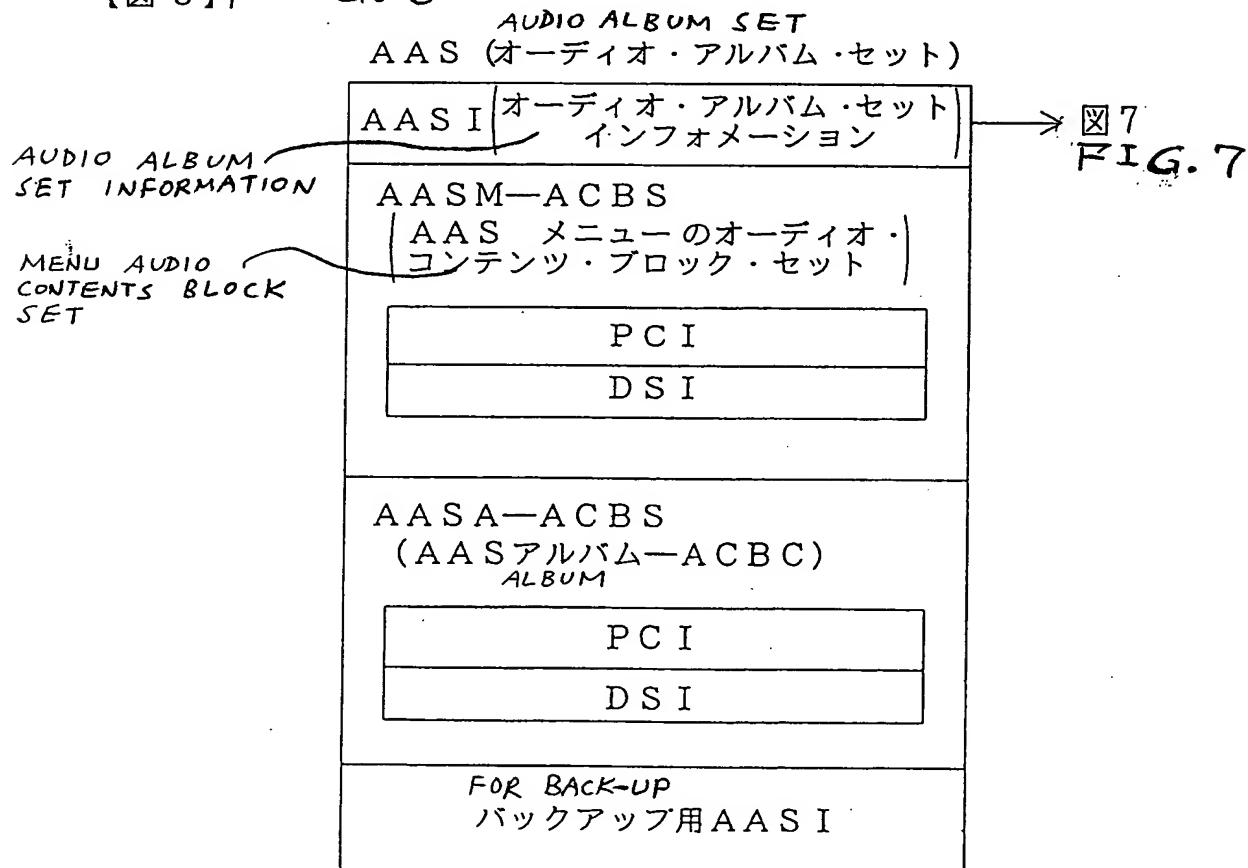 AUDIO ALBUM SET
AAS (オーディオ・アルバム・セット)
AASI (オーディオ・アルバム・セット
インフォメーション)
→ 図7
FIG. 7
AUDIO ALBUM
SET INFORMATION
AASM—ACBS
(AAS メニューのオーディオ・
コンテンツ・ブロック・セット)
MENU AUDIO
CONTENTS BLOCK
SET
PCI
DSI
AASA—ACBS
(AASアルバム—ACBC)
ALBUM
PCI
DSI
FOR BACK-UP
バックアップ用AASI